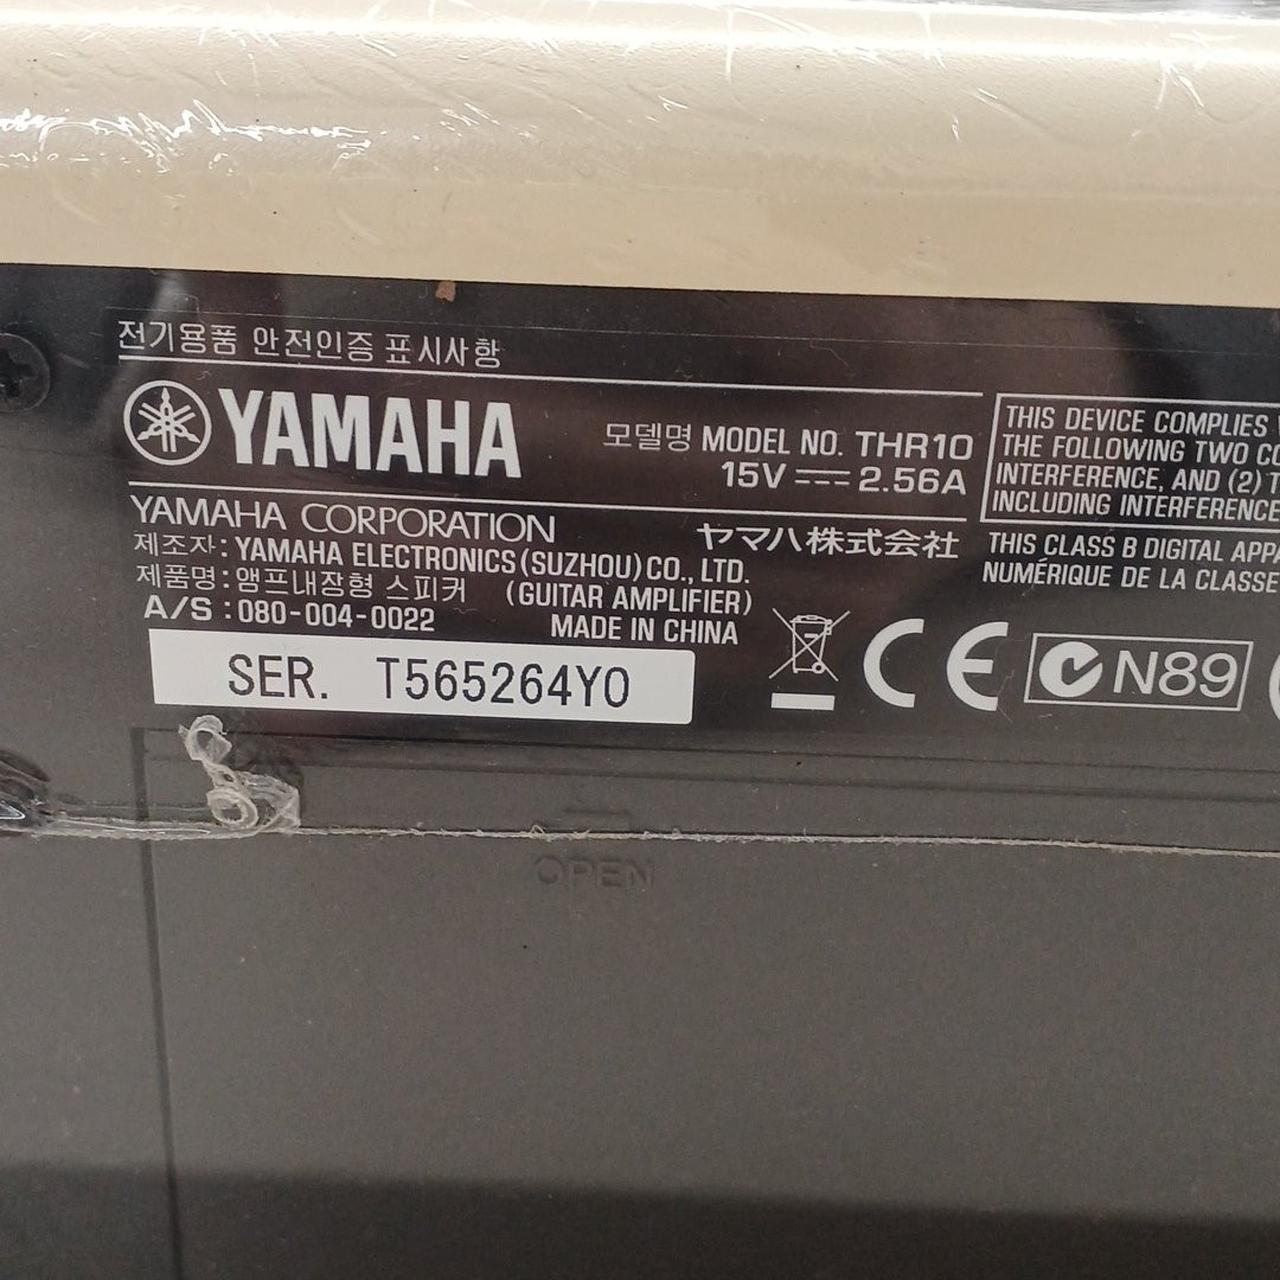 전기용품 안전인증 표시사항
YAMAHA
모델명 MODEL NO. THR10
15V 2.56A
YAMAHA CORPORATION
ヤマハ株式会社
제조자: YAMAHA ELECTRONICS (SUZHOU) CO., LTD.
제품명: 앰프내장형 스피커 (GUITAR AMPLIFIER)
A/S : 080-004-0022 MADE IN CHINA
SER. T565264Y0
THIS DEVICE COMPLIES
THE FOLLOWING TWO
INTERFERENCE, AND (2)
INCLUDING INTERFERENCE
THIS CLASS B DIGITAL
NUMÉRIQUE DE LA CLASSE
CE
N89
OPEN